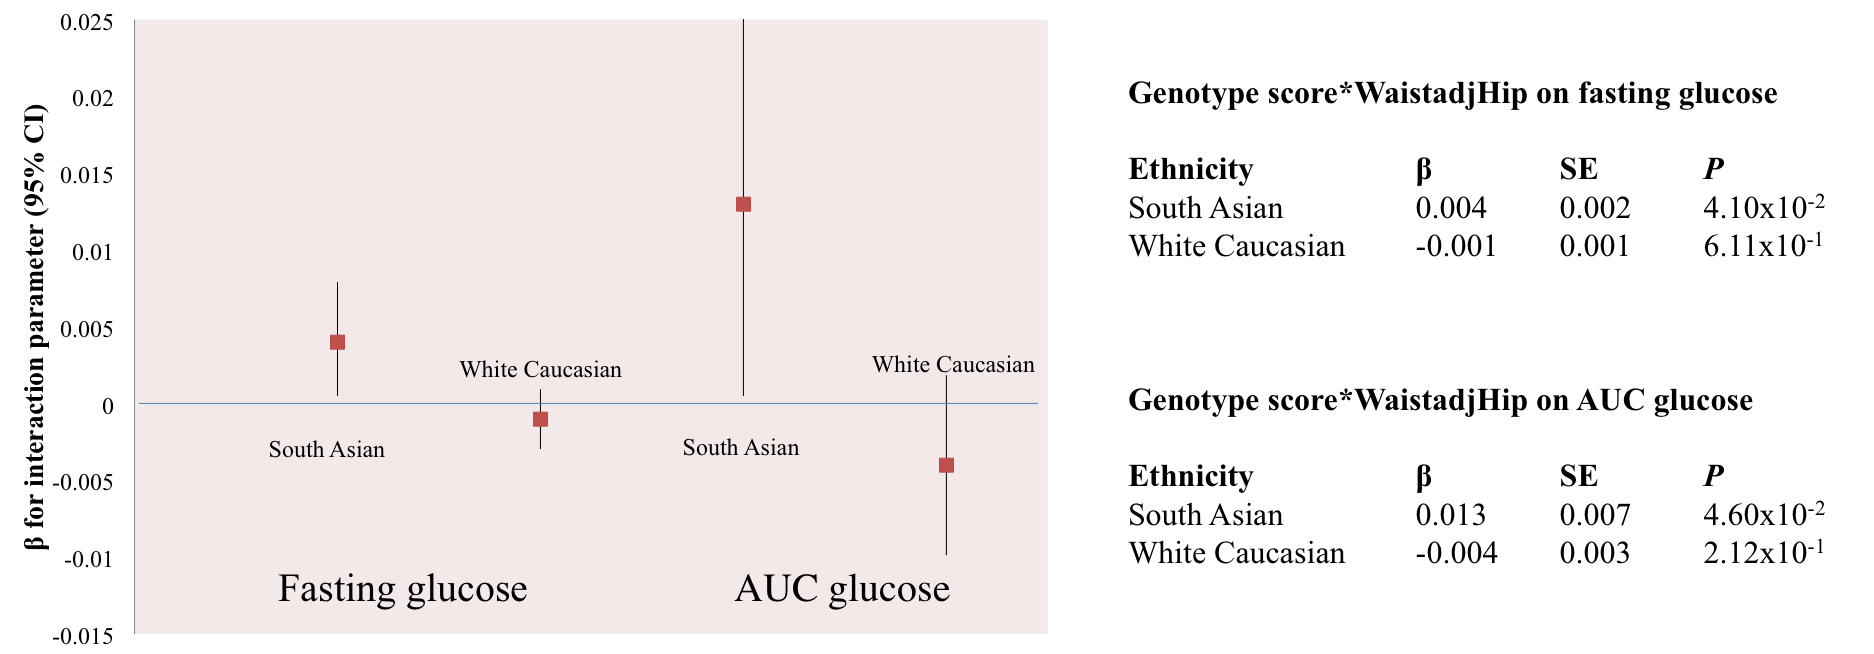 β for interaction parameter (95% CI)
0.025
0.02
0.015
0.01
0.005
0
-0.005
-0.01
-0.015
White Caucasian
White Caucasian
South Asian
South Asian
Fasting glucose
AUC glucose
Genotype score*WaistadjHip on fasting glucose
Ethnicity β SE P
South Asian 0.004 0.002 4.10x10⁻²
White Caucasian -0.001 0.001 6.11x10⁻¹
Genotype score*WaistadjHip on AUC glucose
Ethnicity β SE P
South Asian 0.013 0.007 4.60x10⁻²
White Caucasian -0.004 0.003 2.12x10⁻¹